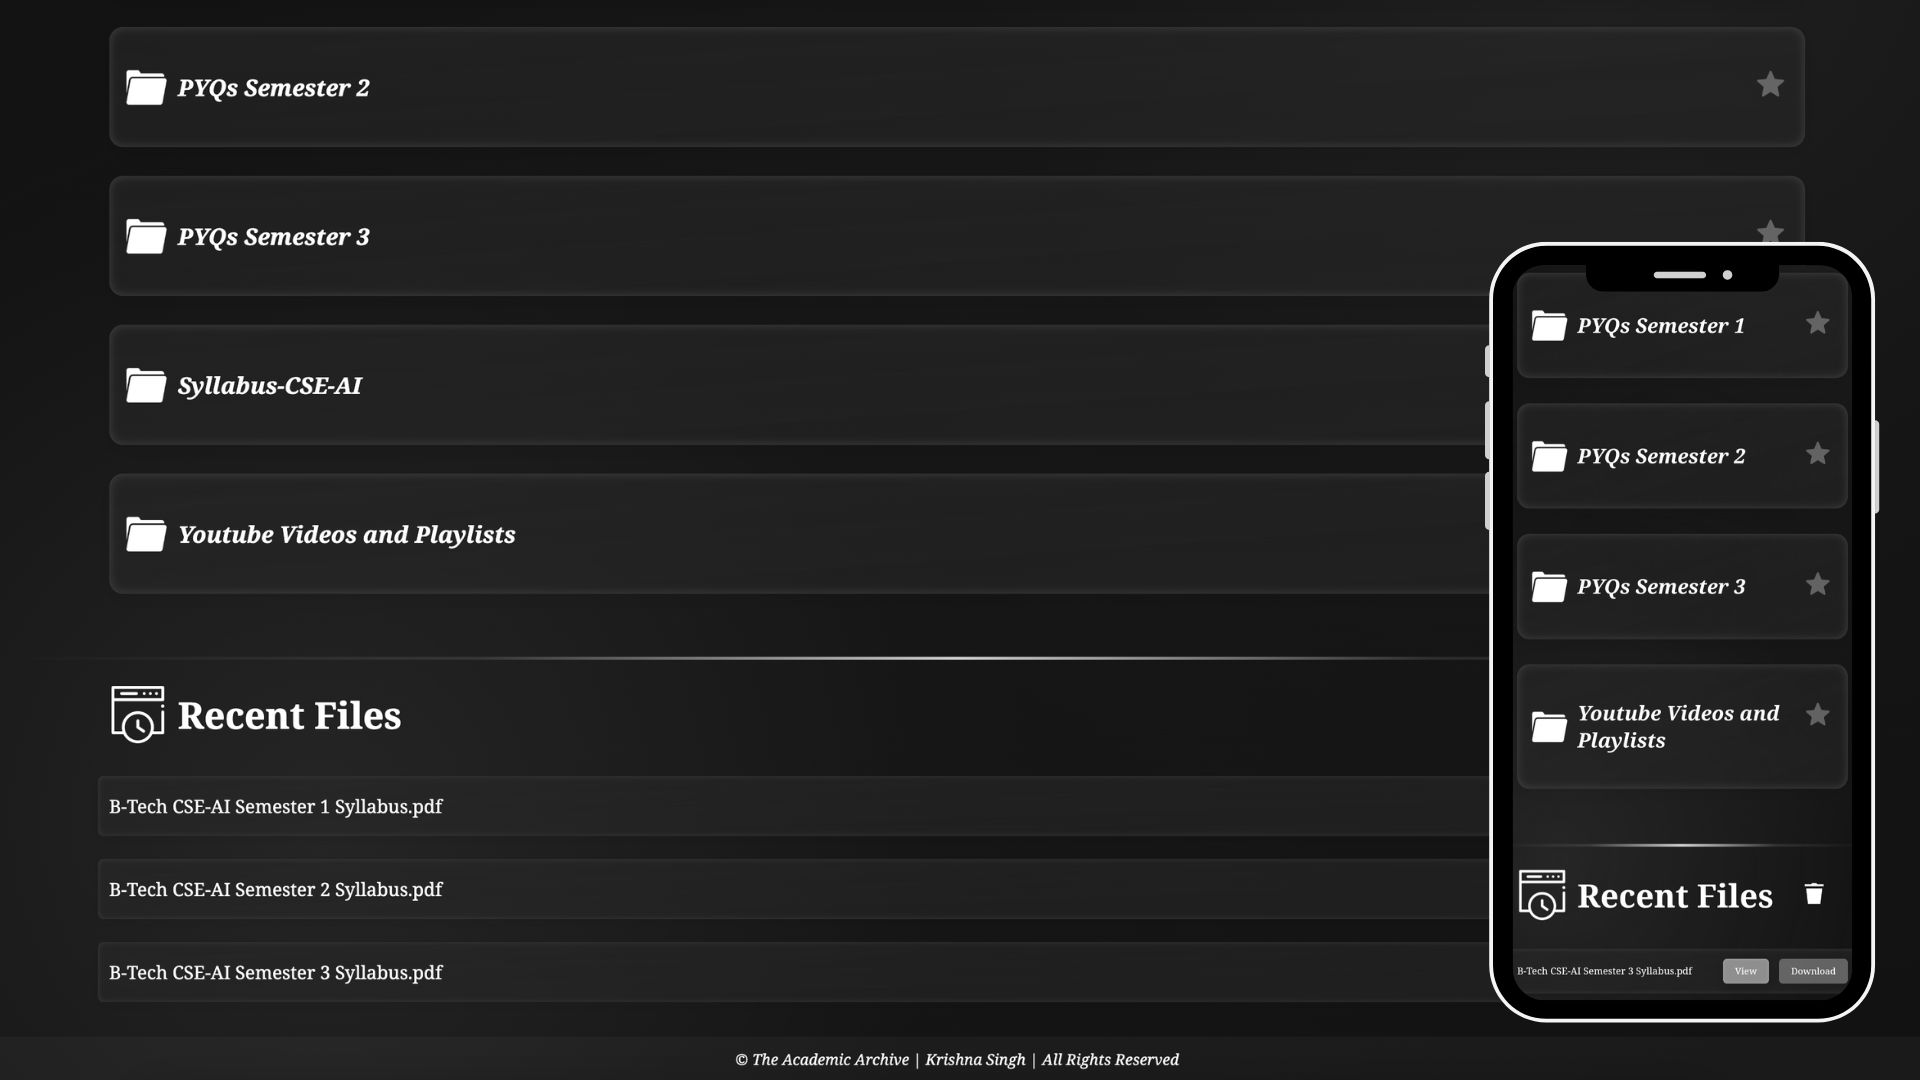 PYQs Semester 2
PYQs Semester 3
Syllabus-CSE-AI
Youtube Videos and Playlists
Recent Files
B-Tech CSE-AI Semester 1 Syllabus.pdf
B-Tech CSE-AI Semester 2 Syllabus.pdf
B-Tech CSE-AI Semester 3 Syllabus.pdf
PYQs Semester 1
PYQs Semester 2
PYQs Semester 3
Youtube Videos and
Playlists
Recent Files
B-Tech CSE-AI Semester 3 Syllabus.pdf View Download
© The Academic Archive | Krishna Singh | All Rights Reserved